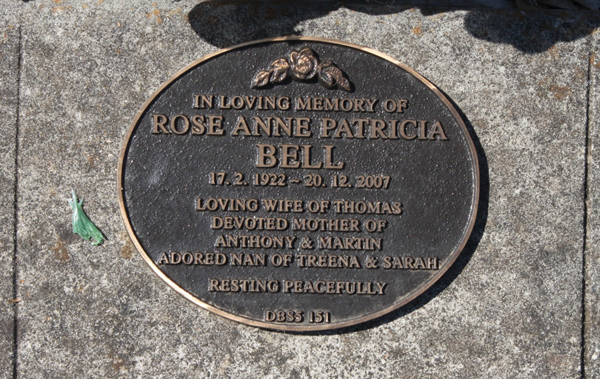 IN LOVING MEMORY OF
ROSE ANNE PATRICIA
BELL
17. 2. 1922 ~ 20. 12. 2007
LOVING WIFE OF THOMAS
DEVOTED MOTHER OF
ANTHONY & MARTIN
ADORED NAN OF TREENA & SARAH
RESTING PEACEFULLY
DBSS 151